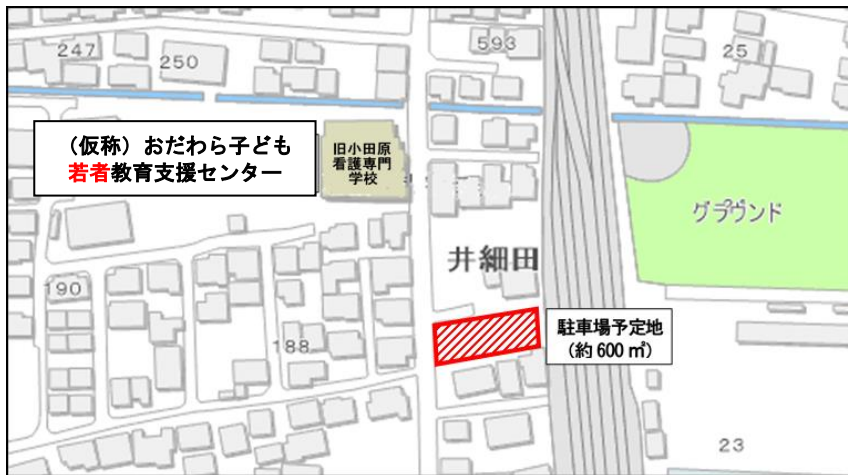 247
250
593
25
(仮称)おだわら子ども
若者教育支援センター
旧小田原
看護専門
学校
グラウンド
井細田
190
188
駐車場予定地
(約600㎡)
23